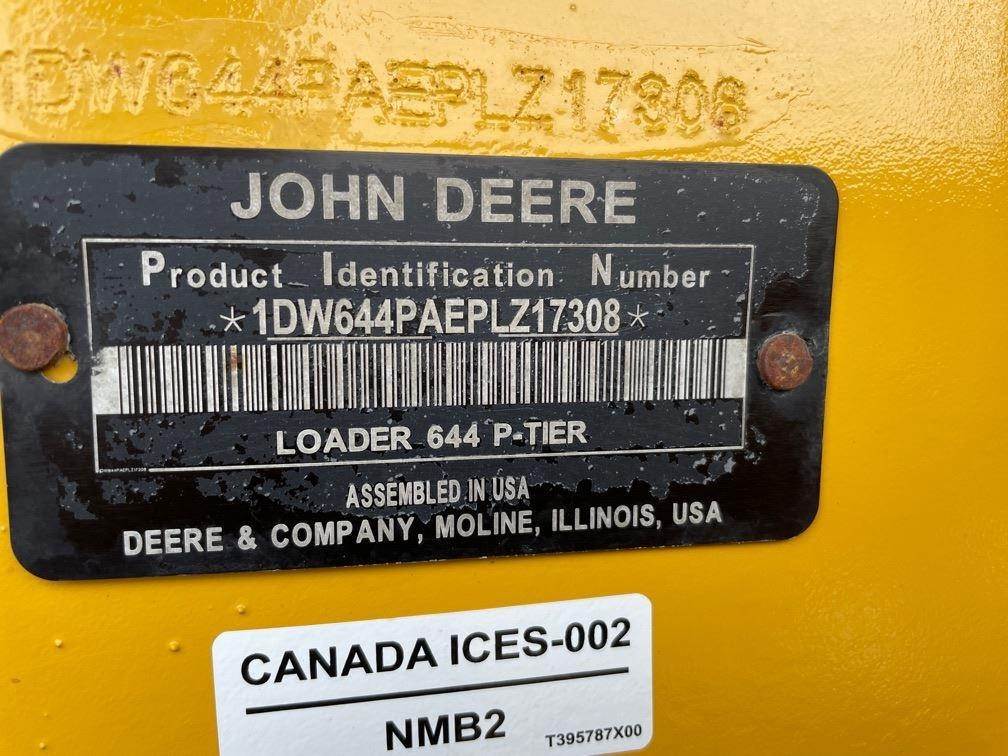 1DW644PAEPLZ17308
JOHN DEERE
Product Identification Number
*1DW644PAEPLZ17308*
LOADER 644 P-TIER
1DW644PAEPLZ17308
ASSEMBLED IN USA
DEERE & COMPANY, MOLINE, ILLINOIS, USA
CANADA ICES-002
NMB2
T395787X00